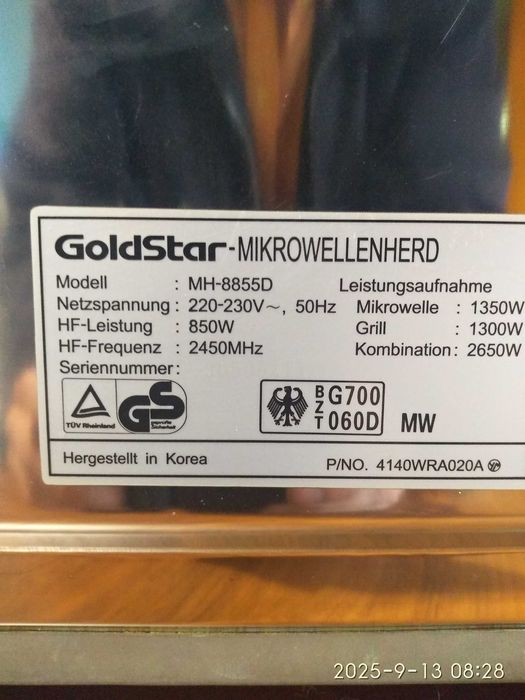 GoldStar-MIKROWELLENHERD
Modell : MH-8855D
Netzspannung : 220-230V~, 50Hz
HF-Leistung : 850W
HF-Frequenz : 2450MHz
Seriennummer :
Leistungsaufnahme
Mikrowelle : 1350W
Grill : 1300W
Kombination : 2650W
TÜV Rheinland
GS
geprüfte Sicherheit
BZT G700 060D
MW
Hergestellt in Korea
P/NO. 4140WRA020A
2025-9-13 08:28